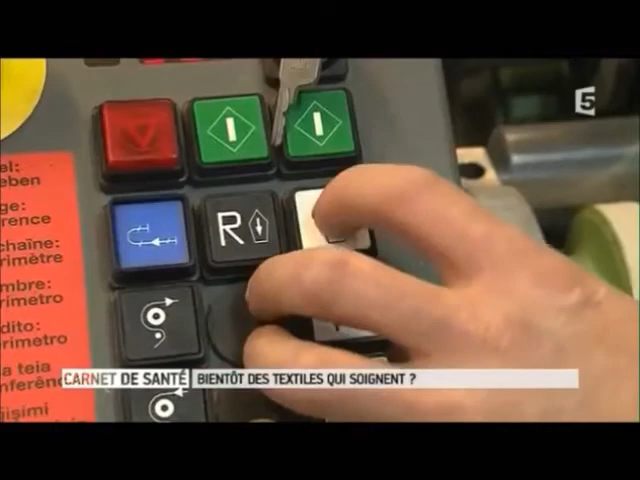 5
el:
eben
ge:
rence
chaîne:
rimètre
mbre:
rimetro
R
dito:
rimetro
a teia
nferên
ğişimi
CARNET DE SANTÉ BIENTÔT DES TEXTILES QUI SOIGNENT ?